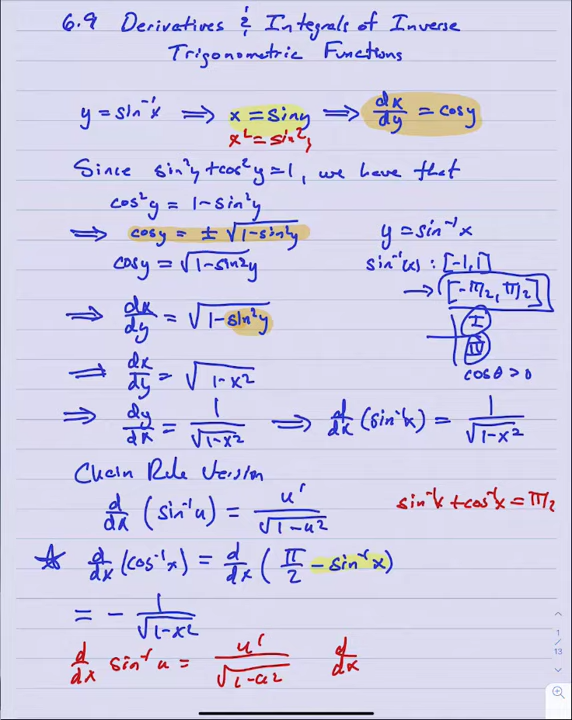 6.9 Derivatives & Integrals of Inverse
Trigonometric Functions
y = sin⁻¹x ⟹ x = sin y ⟹ dx/dy = cos y
x² = sin²y
Since sin²y + cos²y = 1, we have that
cos²y = 1 - sin²y
⟹ cos y = ± √(1 - sin²y)
cos y = √(1 - sin²y)
y = sin⁻¹x
sin⁻¹(x) : [-1, 1]
→ [-π/2, π/2]
I
IV
cos θ > 0
⟹ dx/dy = √(1 - sin²y)
⟹ dx/dy = √(1 - x²)
⟹ dy/dx = 1/√(1 - x²) ⟹ d/dx (sin⁻¹x) = 1/√(1 - x²)
Chain Rule Version
d/dx (sin⁻¹u) = u'/√(1 - u²)
sin⁻¹x + cos⁻¹x = π/2
☆ d/dx (cos⁻¹x) = d/dx (π/2 - sin⁻¹x)
= - 1/√(1 - x²)
d/dx sin⁻¹u = u'/√(1 - u²) d/dx
1
13